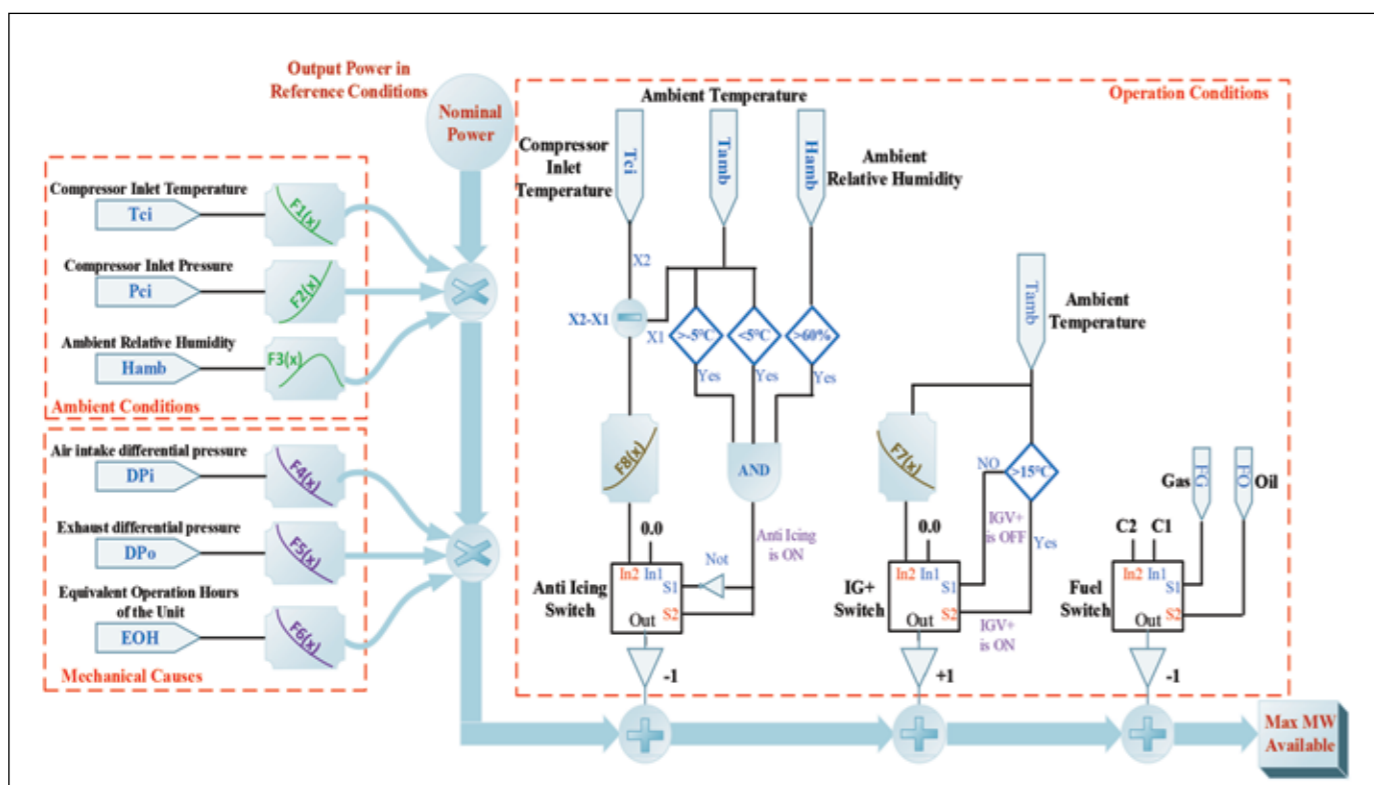 Output Power in
Reference Conditions
Nominal
Power
Operation Conditions
Ambient Temperature
Compressor
Inlet
Temperature
Tci
Tamb
Hamb
Ambient
Relative Humidity
Compressor Inlet Temperature
Tci
F1(x)
Compressor Inlet Pressure
Pci
F2(x)
Ambient Relative Humidity
Hamb
F3(x)
Ambient Conditions
Air intake differential pressure
DPi
F4(x)
Exhaust differential pressure
DPo
F5(x)
Equivalent Operation Hours
of the Unit
EOH
F6(x)
Mechanical Causes
X2
X2-X1
X1
>-5°C
<5°C
>60%
Yes
Yes
Yes
F8(x)
AND
0.0
Anti Icing
is ON
Not
Anti Icing
Switch
In2
In1
S1
S2
Out
-1
Tamb
Ambient
Temperature
F7(x)
NO
>15°C
IGV+
is OFF
Yes
0.0
IG+
Switch
In2
In1
S1
S2
Out
IGV+
is ON
+1
Gas
FG
FO
Oil
C2
C1
Fuel
Switch
In2
In1
S1
S2
Out
-1
Max MW
Available